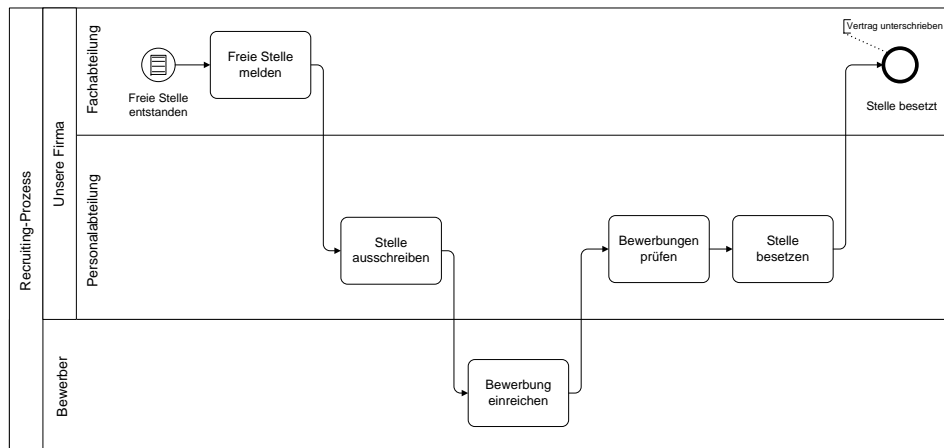 Recruiting-Prozess
Unsere Firma
Fachabteilung
Freie Stelle
entstanden
Freie Stelle
melden
Vertrag unterschrieben
Stelle besetzt
Personalabteilung
Stelle
ausschreiben
Bewerbungen
prüfen
Stelle
besetzen
Bewerber
Bewerbung
einreichen